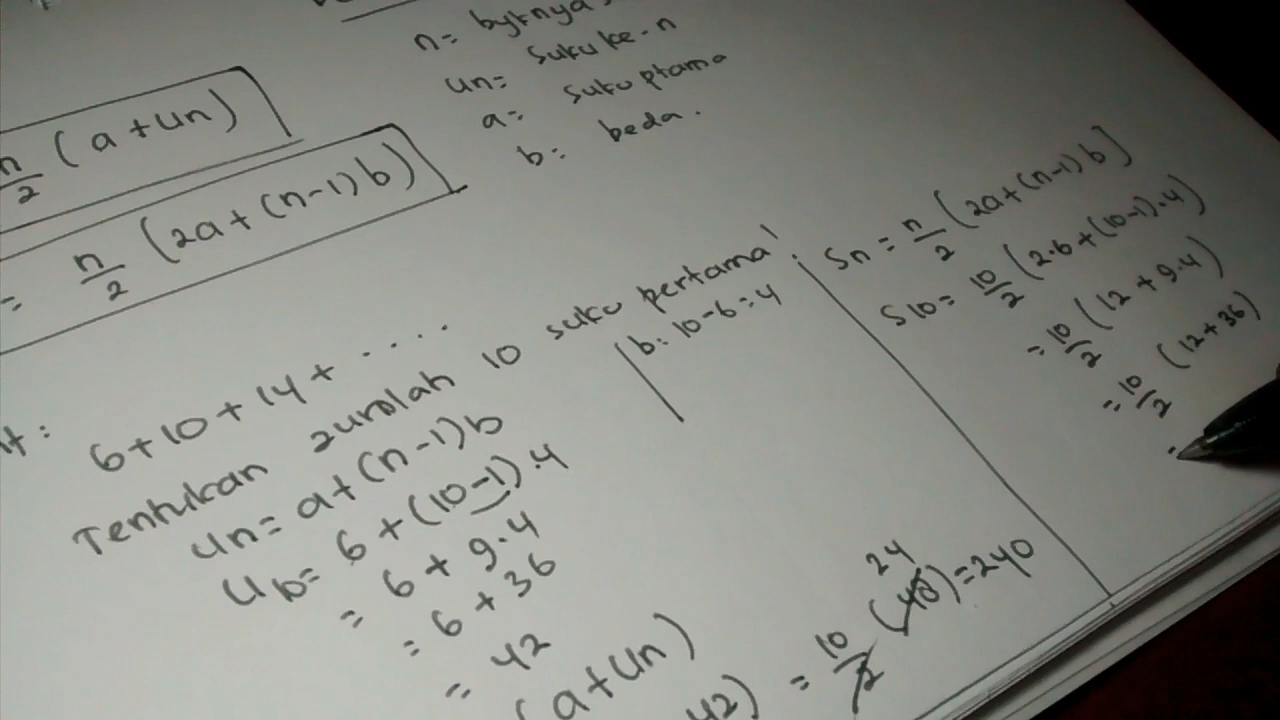 n = byknya
un = suku ke-n
a = suku ptama
b = beda.
n/2 (a + un)
= n/2 (2a + (n-1) b)
6 + 10 + 14 + ....
Tentukan jumlah 10 suku pertama!
b = 10 - 6 = 4
un = a + (n-1) b
U10 = 6 + (10-1) . 4
= 6 + 9 . 4
= 6 + 36
= 42
(a + un)
42) = 10/2 (48) = 240
24
Sn = n/2 (2a + (n-1) b)
S10 = 10/2 (2.6 + (10-1) . 4)
= 10/2 (12 + 9.4)
= 10/2 (12 + 36)
=